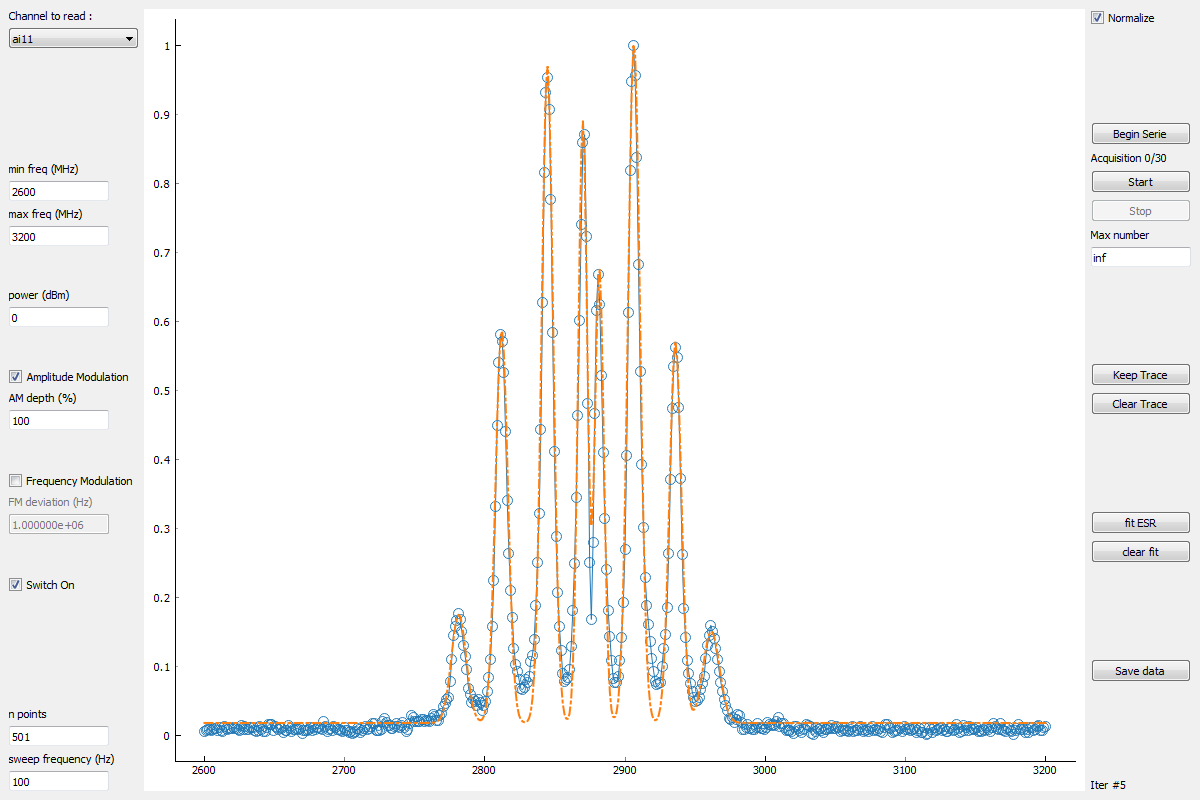 Channel to read :
ai11
min freq (MHz)
2600
max freq (MHz)
3200
power (dBm)
0
Amplitude Modulation
AM depth (%)
100
Frequency Modulation
FM deviation (Hz)
1.000000e+06
Switch On
n points
501
sweep frequency (Hz)
100
1
0.9
0.8
0.7
0.6
0.5
0.4
0.3
0.2
0.1
0
2600 2700 2800 2900 3000 3100 3200
Normalize
Begin Serie
Acquisition 0/30
Start
Stop
Max number
inf
Keep Trace
Clear Trace
fit ESR
clear fit
Save data
Iter #5